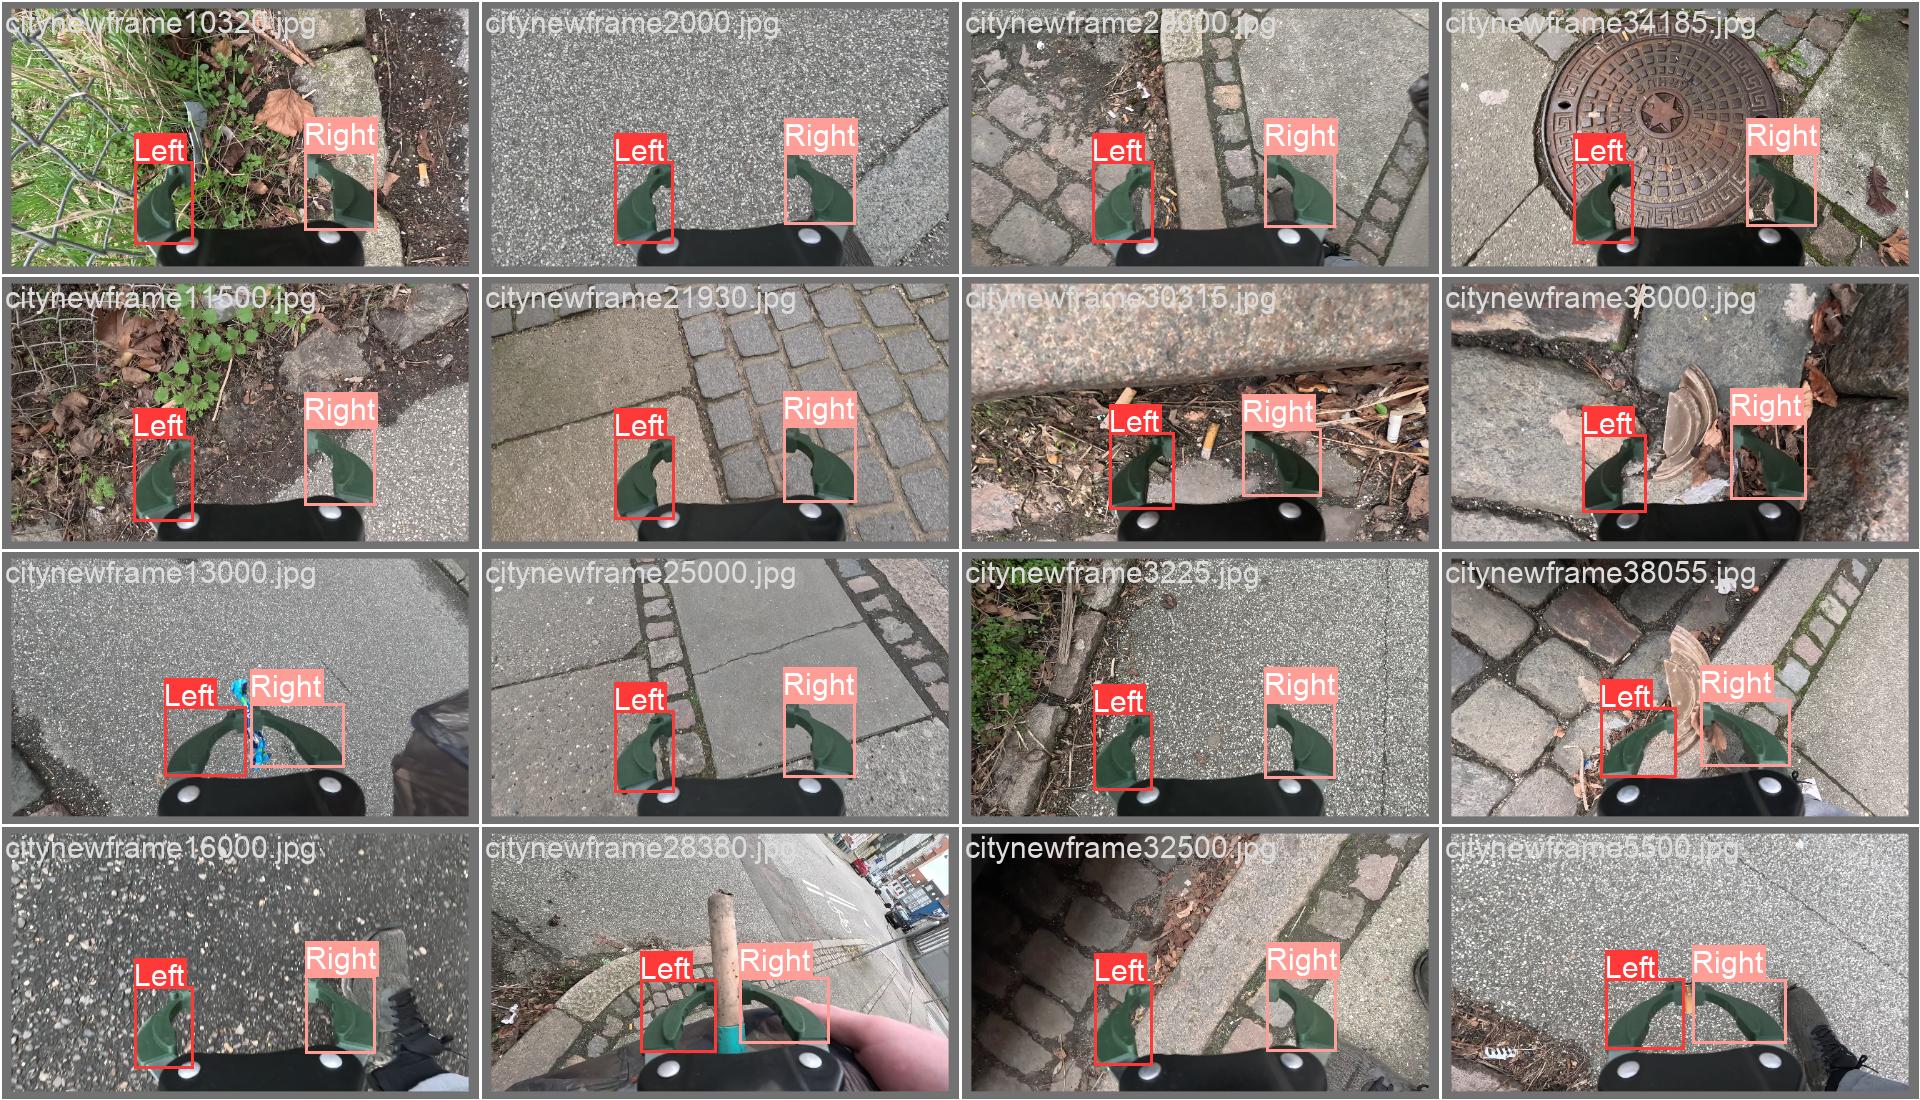 citynewframe10320.jpg
Left
Right
citynewframe2000.jpg
Left
Right
citynewframe29000.jpg
Left
Right
citynewframe34185.jpg
Left
Right
citynewframe11500.jpg
Left
Right
citynewframe21930.jpg
Left
Right
citynewframe30315.jpg
Left
Right
citynewframe38000.jpg
Left
Right
citynewframe13000.jpg
Left
Right
citynewframe25000.jpg
Left
Right
citynewframe3225.jpg
Left
Right
citynewframe38055.jpg
Left
Right
citynewframe16000.jpg
Left
Right
citynewframe28380.jpg
Left
Right
citynewframe32500.jpg
Left
Right
citynewframe5500.jpg
Left
Right